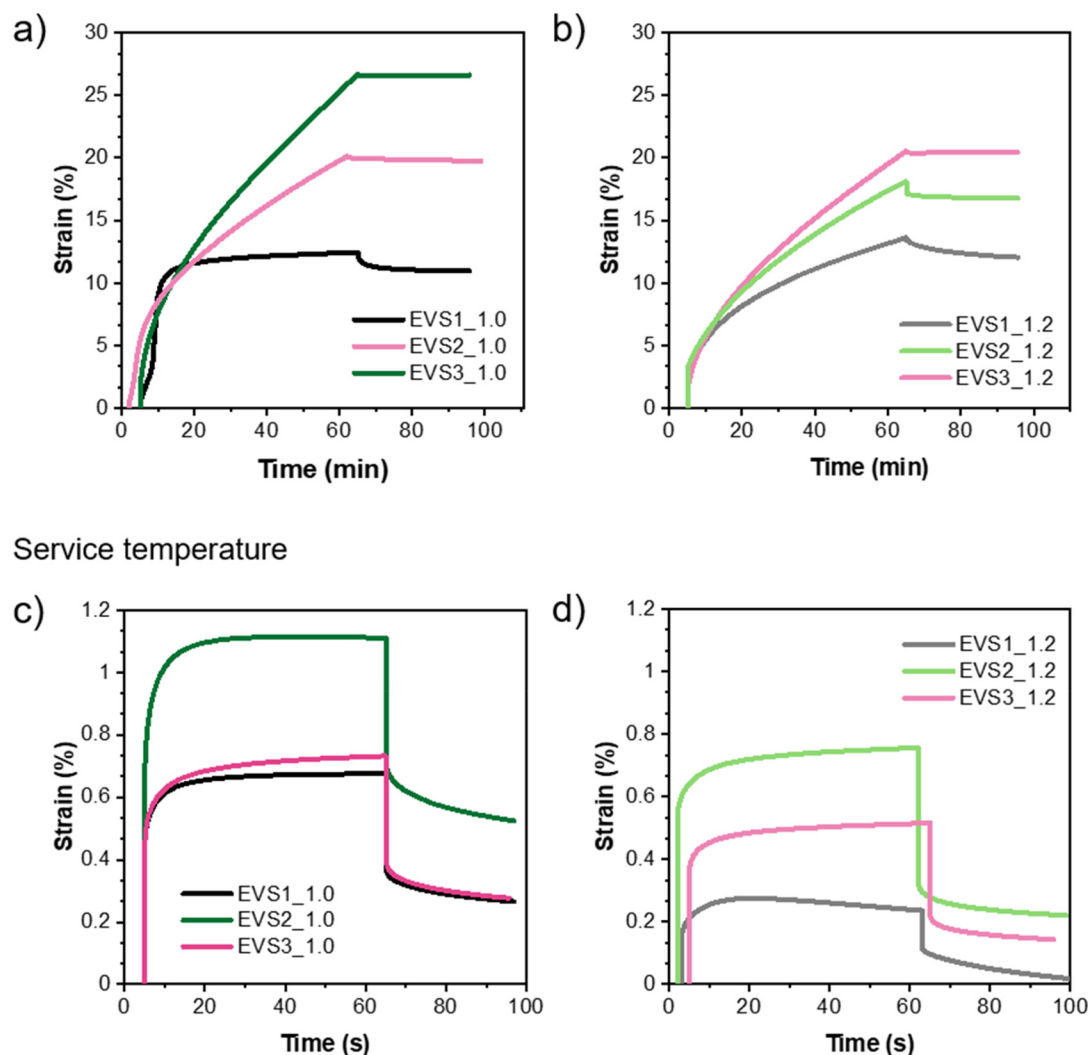 a)
30
25
20
15
10
5
0
Strain (%)
EVS1_1.0
EVS2_1.0
EVS3_1.0
0 20 40 60 80 100
Time (min)
b)
30
25
20
15
10
5
0
Strain (%)
EVS1_1.2
EVS2_1.2
EVS3_1.2
0 20 40 60 80 100
Time (min)
Service temperature
c)
1.2
1
0.8
0.6
0.4
0.2
0
Strain (%)
EVS1_1.0
EVS2_1.0
EVS3_1.0
0 20 40 60 80 100
Time (s)
d)
1.2
1
0.8
0.6
0.4
0.2
0
Strain (%)
EVS1_1.2
EVS2_1.2
EVS3_1.2
0 20 40 60 80 100
Time (s)